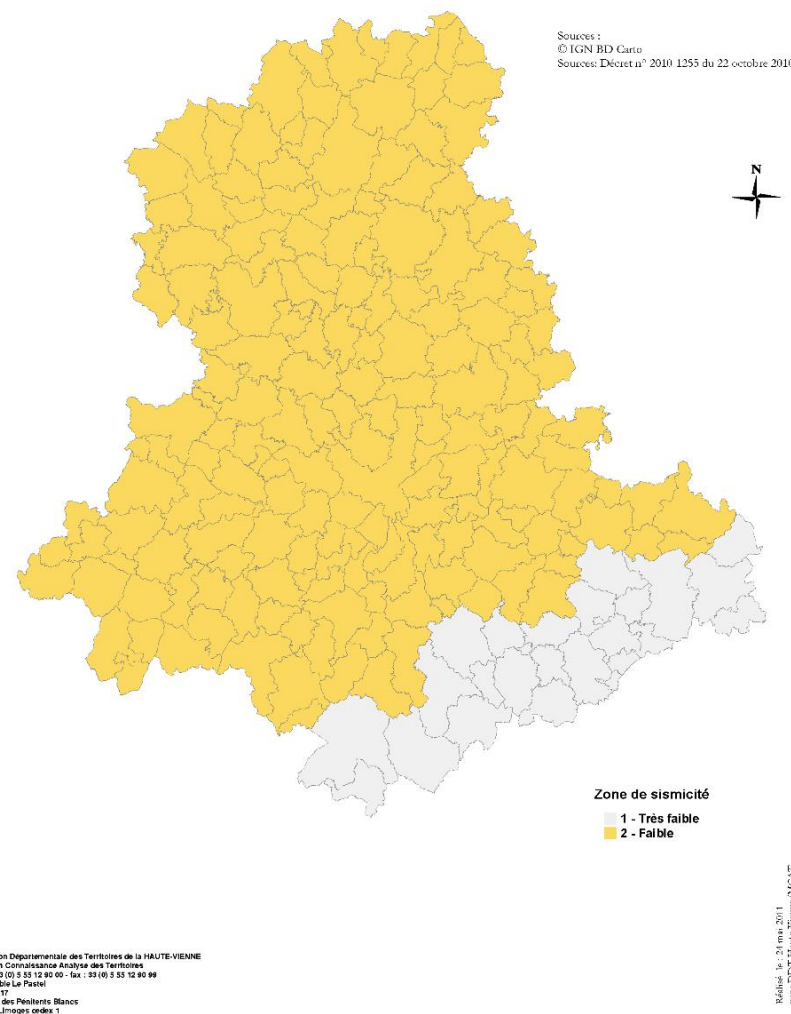 Sources :
© IGN BD Carto
Sources: Décret n° 2010 1255 du 22 octobre 2010
N
Zone de sismicité
1 - Très faible
2 - Faible
on Départementale des Territoires de la HAUTE-VIENNE
n Connaissance Analyse des Territoires
3 (0) 5 55 12 90 00 - fax : 33 (0) 5 55 12 90 99
ble Le Pastel
17
des Pénitents Blancs
Limoges cedex 1
Réalisé le : 24 mai 2011